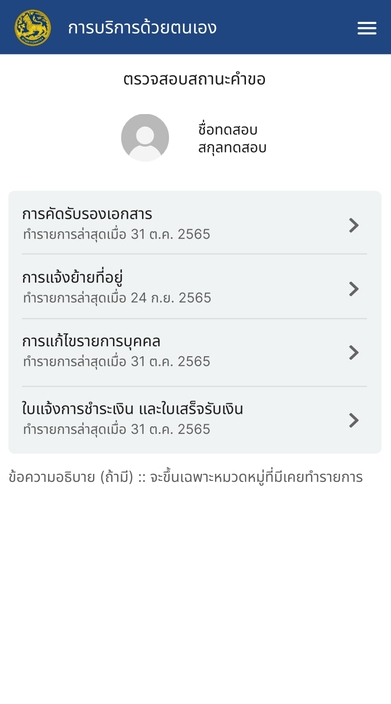 การบริการด้วยตนเอง
ตรวจสอบสถานะคำขอ
ชื่อทดสอบ
สกุลทดสอบ
การคัดรับรองเอกสาร
ทำรายการล่าสุดเมื่อ 31 ต.ค. 2565
การแจ้งย้ายที่อยู่
ทำรายการล่าสุดเมื่อ 24 ก.ย. 2565
การแก้ไขรายการบุคคล
ทำรายการล่าสุดเมื่อ 31 ต.ค. 2565
ใบแจ้งการชำระเงิน และใบเสร็จรับเงิน
ทำรายการล่าสุดเมื่อ 31 ต.ค. 2565
ข้อความอธิบาย (ถ้ามี) :: จะขึ้นเฉพาะหมวดหมู่ที่มีเคยทำรายการ